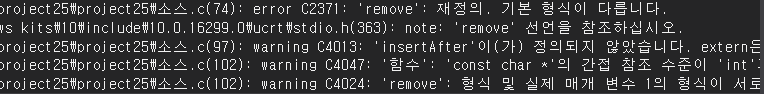 project25\project25\소스.c(74): error C2371: 'remove': 재정의. 기본 형식이 다릅니다.
ws kits\10\include\10.0.16299.0\ucrt\stdio.h(363): note: 'remove' 선언을 참조하십시오.
project25\project25\소스.c(97): warning C4013: 'insertAfter'이(가) 정의되지 않았습니다. extern은
project25\project25\소스.c(102): warning C4047: '함수': 'const char *'의 간접 참조 수준이 'int'
project25\project25\소스.c(102): warning C4024: 'remove': 형식 및 실제 매개 변수 1의 형식이 서로